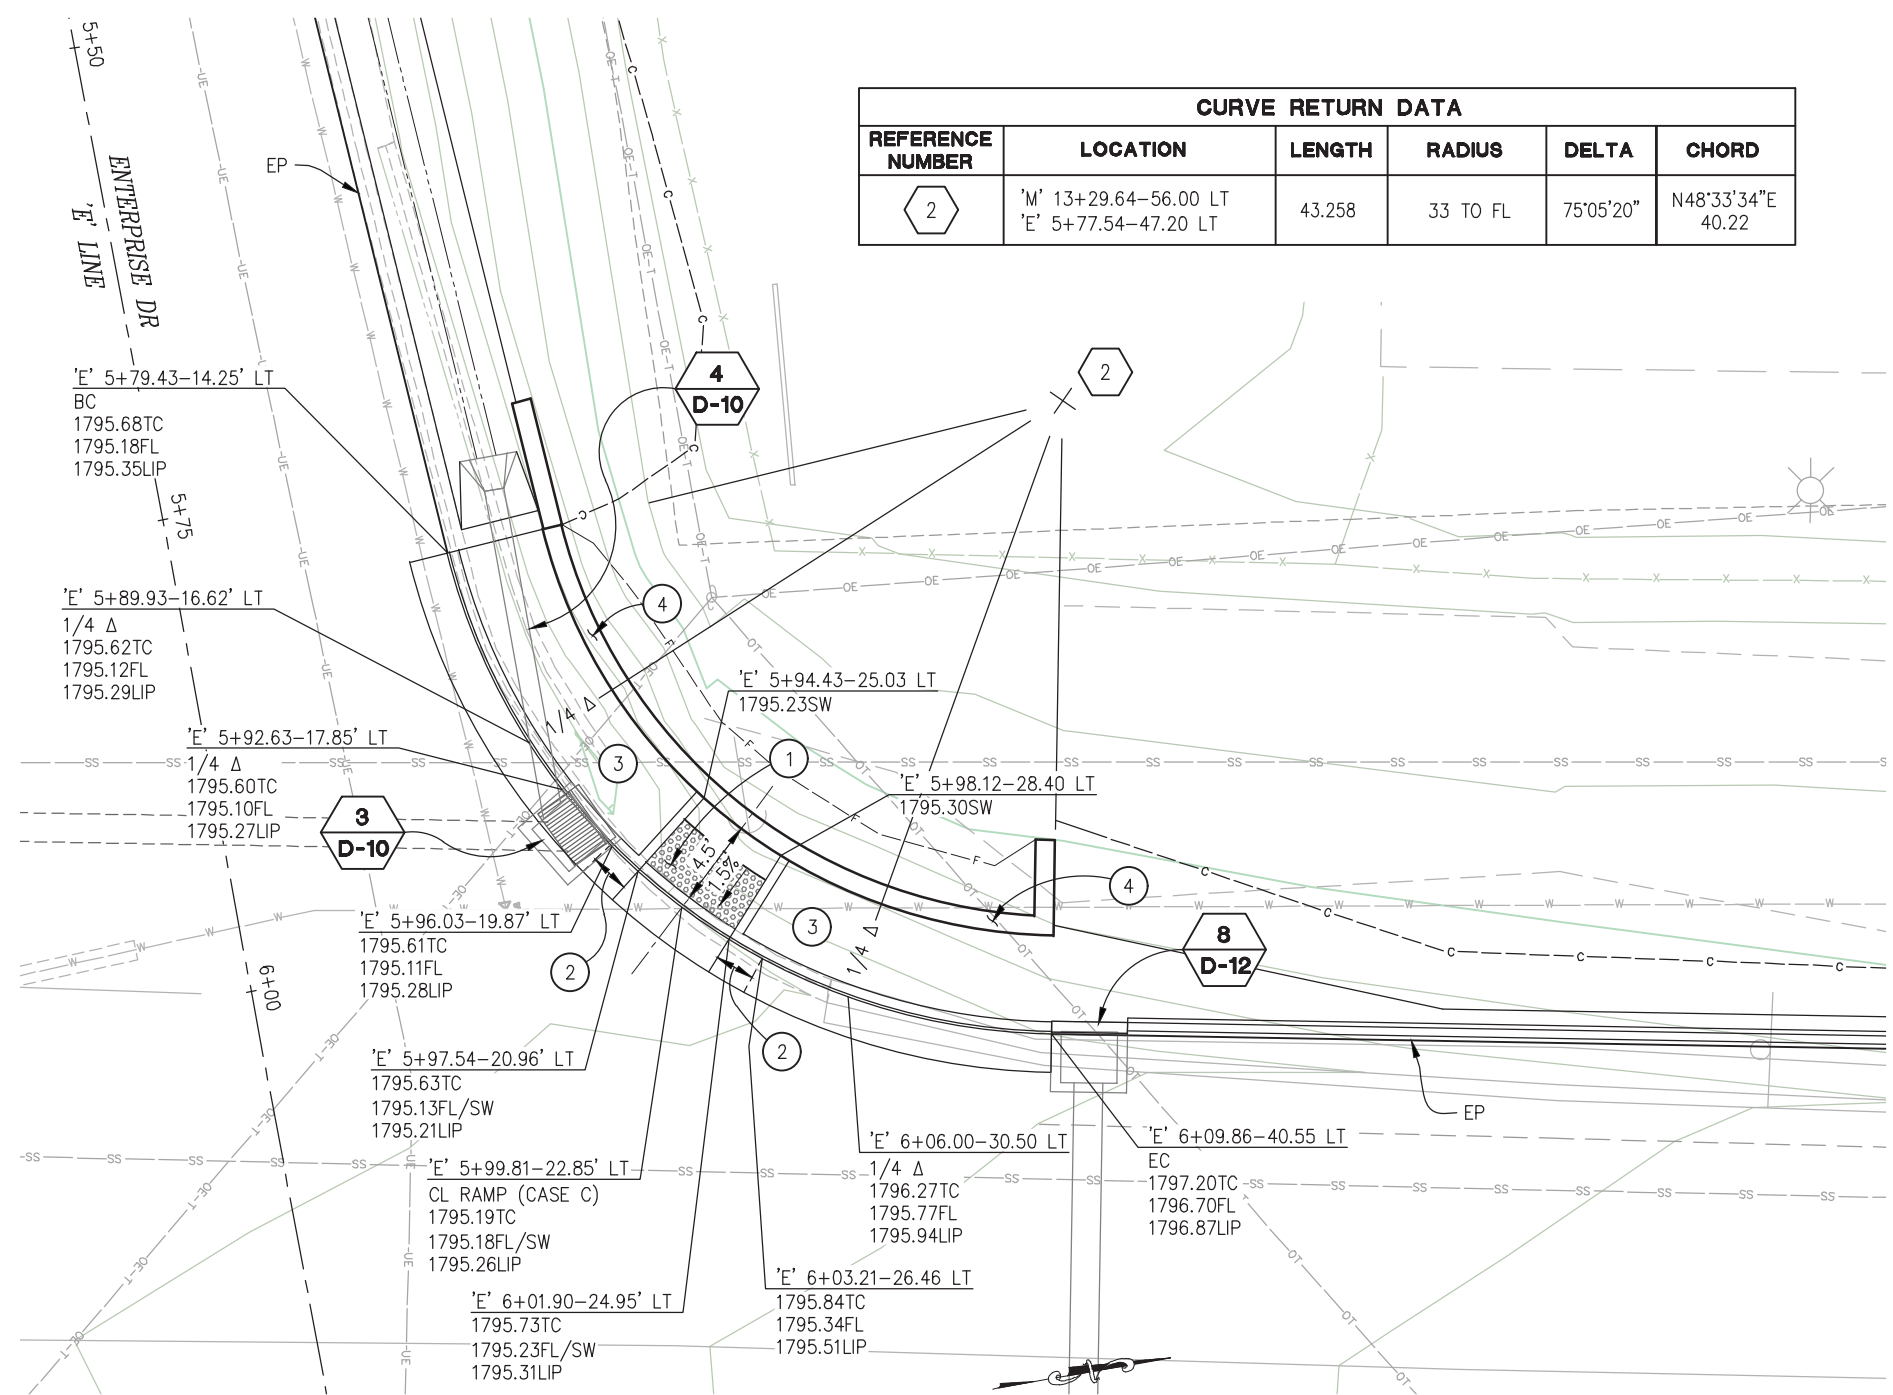 CURVE RETURN DATA
REFERENCE NUMBER
LOCATION
LENGTH
RADIUS
DELTA
CHORD
2
'M' 13+29.64-56.00 LT
'E' 5+77.54-47.20 LT
43.258
33 TO FL
75°05'20"
N48°33'34"E
40.22
5+50
ENTERPRISE DR
'E' LINE
EP
4
D-10
2
'E' 5+79.43-14.25' LT
BC
1795.68TC
1795.18FL
1795.35LIP
5+75
'E' 5+89.93-16.62' LT
1/4 Δ
1795.62TC
1795.12FL
1795.29LIP
4
'E' 5+94.43-25.03 LT
1795.23SW
1/4 Δ
'E' 5+92.63-17.85' LT
1/4 Δ
1795.60TC
1795.10FL
1795.27LIP
3
1
'E' 5+98.12-28.40 LT
1795.30SW
3
D-10
4.5'
1.5%
4
3
1/4 Δ
8
D-12
'E' 5+96.03-19.87' LT
1795.61TC
1795.11FL
1795.28LIP
2
6+00
2
'E' 5+97.54-20.96' LT
1795.63TC
1795.13FL/SW
1795.21LIP
EP
'E' 6+06.00-30.50 LT
1/4 Δ
1796.27TC
1795.77FL
1795.94LIP
'E' 6+09.86-40.55 LT
EC
1797.20TC
1796.70FL
1796.87LIP
'E' 5+99.81-22.85' LT
CL RAMP (CASE C)
1795.19TC
1795.18FL/SW
1795.26LIP
'E' 6+03.21-26.46 LT
1795.84TC
1795.34FL
1795.51LIP
'E' 6+01.90-24.95' LT
1795.73TC
1795.23FL/SW
1795.31LIP